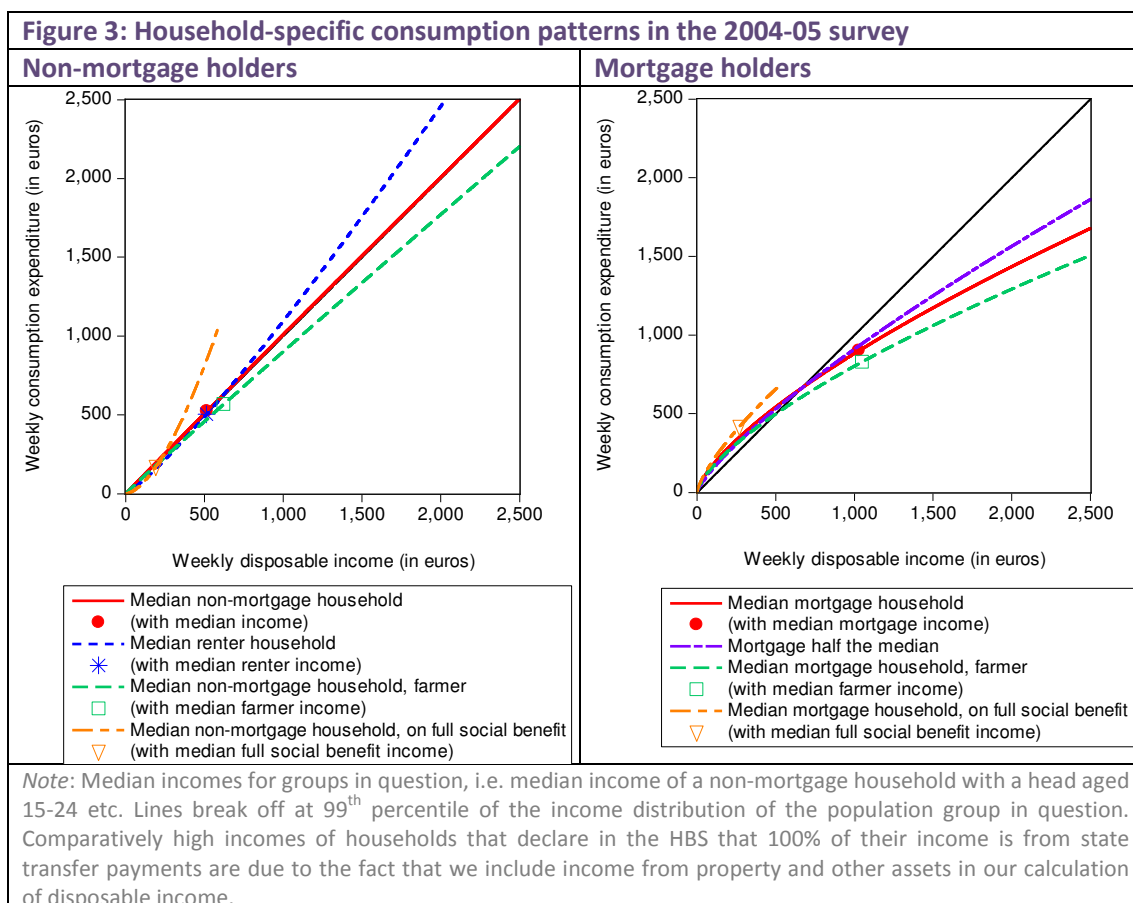 Figure 3: Household-specific consumption patterns in the 2004-05 survey
Non-mortgage holders
Weekly consumption expenditure (in euros)
2,500
2,000
1,500
1,000
500
0
0 500 1,000 1,500 2,000 2,500
Weekly disposable income (in euros)
Median non-mortgage household
(with median income)
Median renter household
(with median renter income)
Median non-mortgage household, farmer
(with median farmer income)
Median non-mortgage household, on full social benefit
(with median full social benefit income)
Mortgage holders
Weekly consumption expenditure (in euros)
2,500
2,000
1,500
1,000
500
0
0 500 1,000 1,500 2,000 2,500
Weekly disposable income (in euros)
Median mortgage household
(with median mortgage income)
Mortgage half the median
Median mortgage household, farmer
(with median farmer income)
Median mortgage household, on full social benefit
(with median full social benefit income)
Note: Median incomes for groups in question, i.e. median income of a non-mortgage household with a head aged
15-24 etc. Lines break off at 99th percentile of the income distribution of the population group in question.
Comparatively high incomes of households that declare in the HBS that 100% of their income is from state
transfer payments are due to the fact that we include income from property and other assets in our calculation
of disposable income.